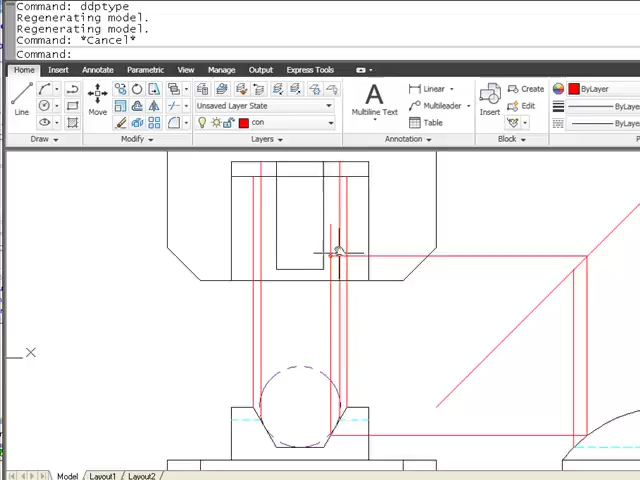 Command: ddptype
Regenerating model.
Regenerating model.
Command: *Cancel*
Command:
Home Insert Annotate Parametric View Manage Output Express Tools
Line
Move
Draw
Modify
Unsaved Layer State
con
Layers
Multiline Text
Linear
Multileader
Table
Annotation
Insert
Create
Edit
Block
ByLayer
ByLayer
Prope
X
Model Layout1 Layout2